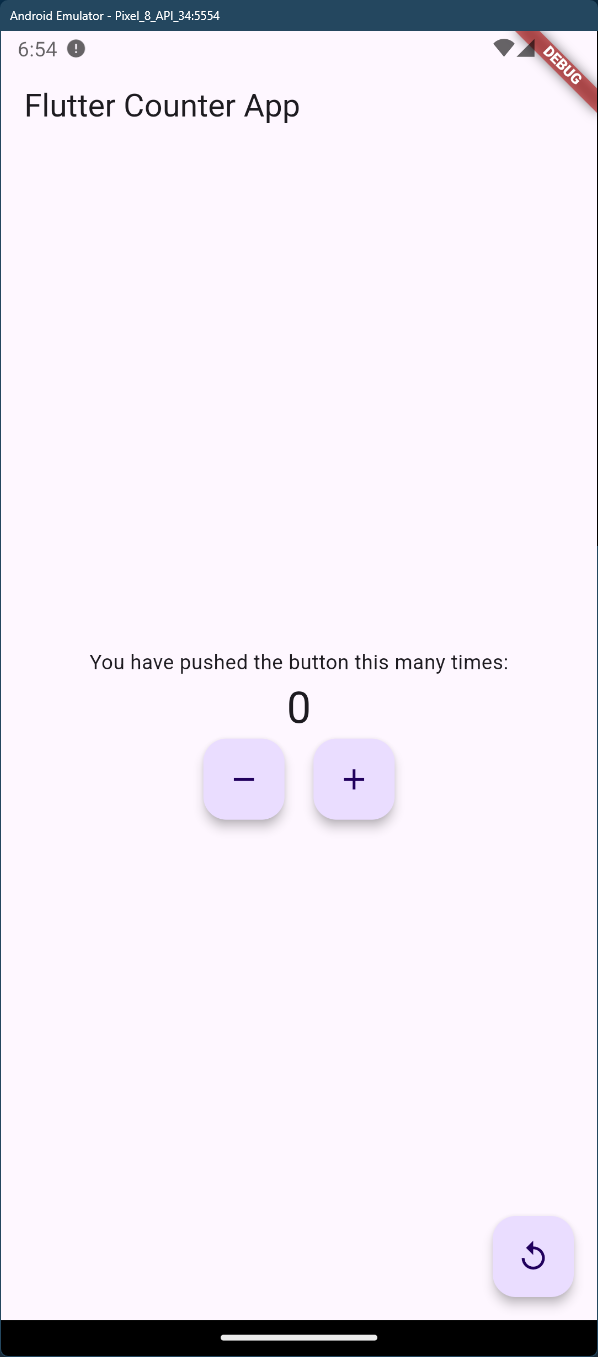 Android Emulator - Pixel_8_API_34:5554
6:54
DEBUG
Flutter Counter App
You have pushed the button this many times:
0